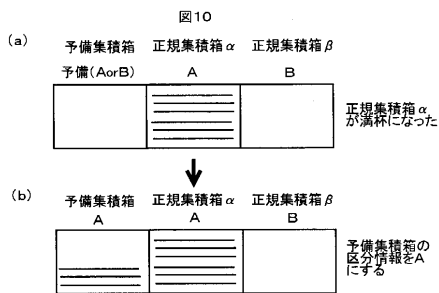 図10
(a)
予備集積箱 正規集積箱α 正規集積箱β
予備(AorB) A B
正規集積箱α
が満杯になった
(b)
予備集積箱 正規集積箱α 正規集積箱β
A A B
予備集積箱の
区分情報をA
にする